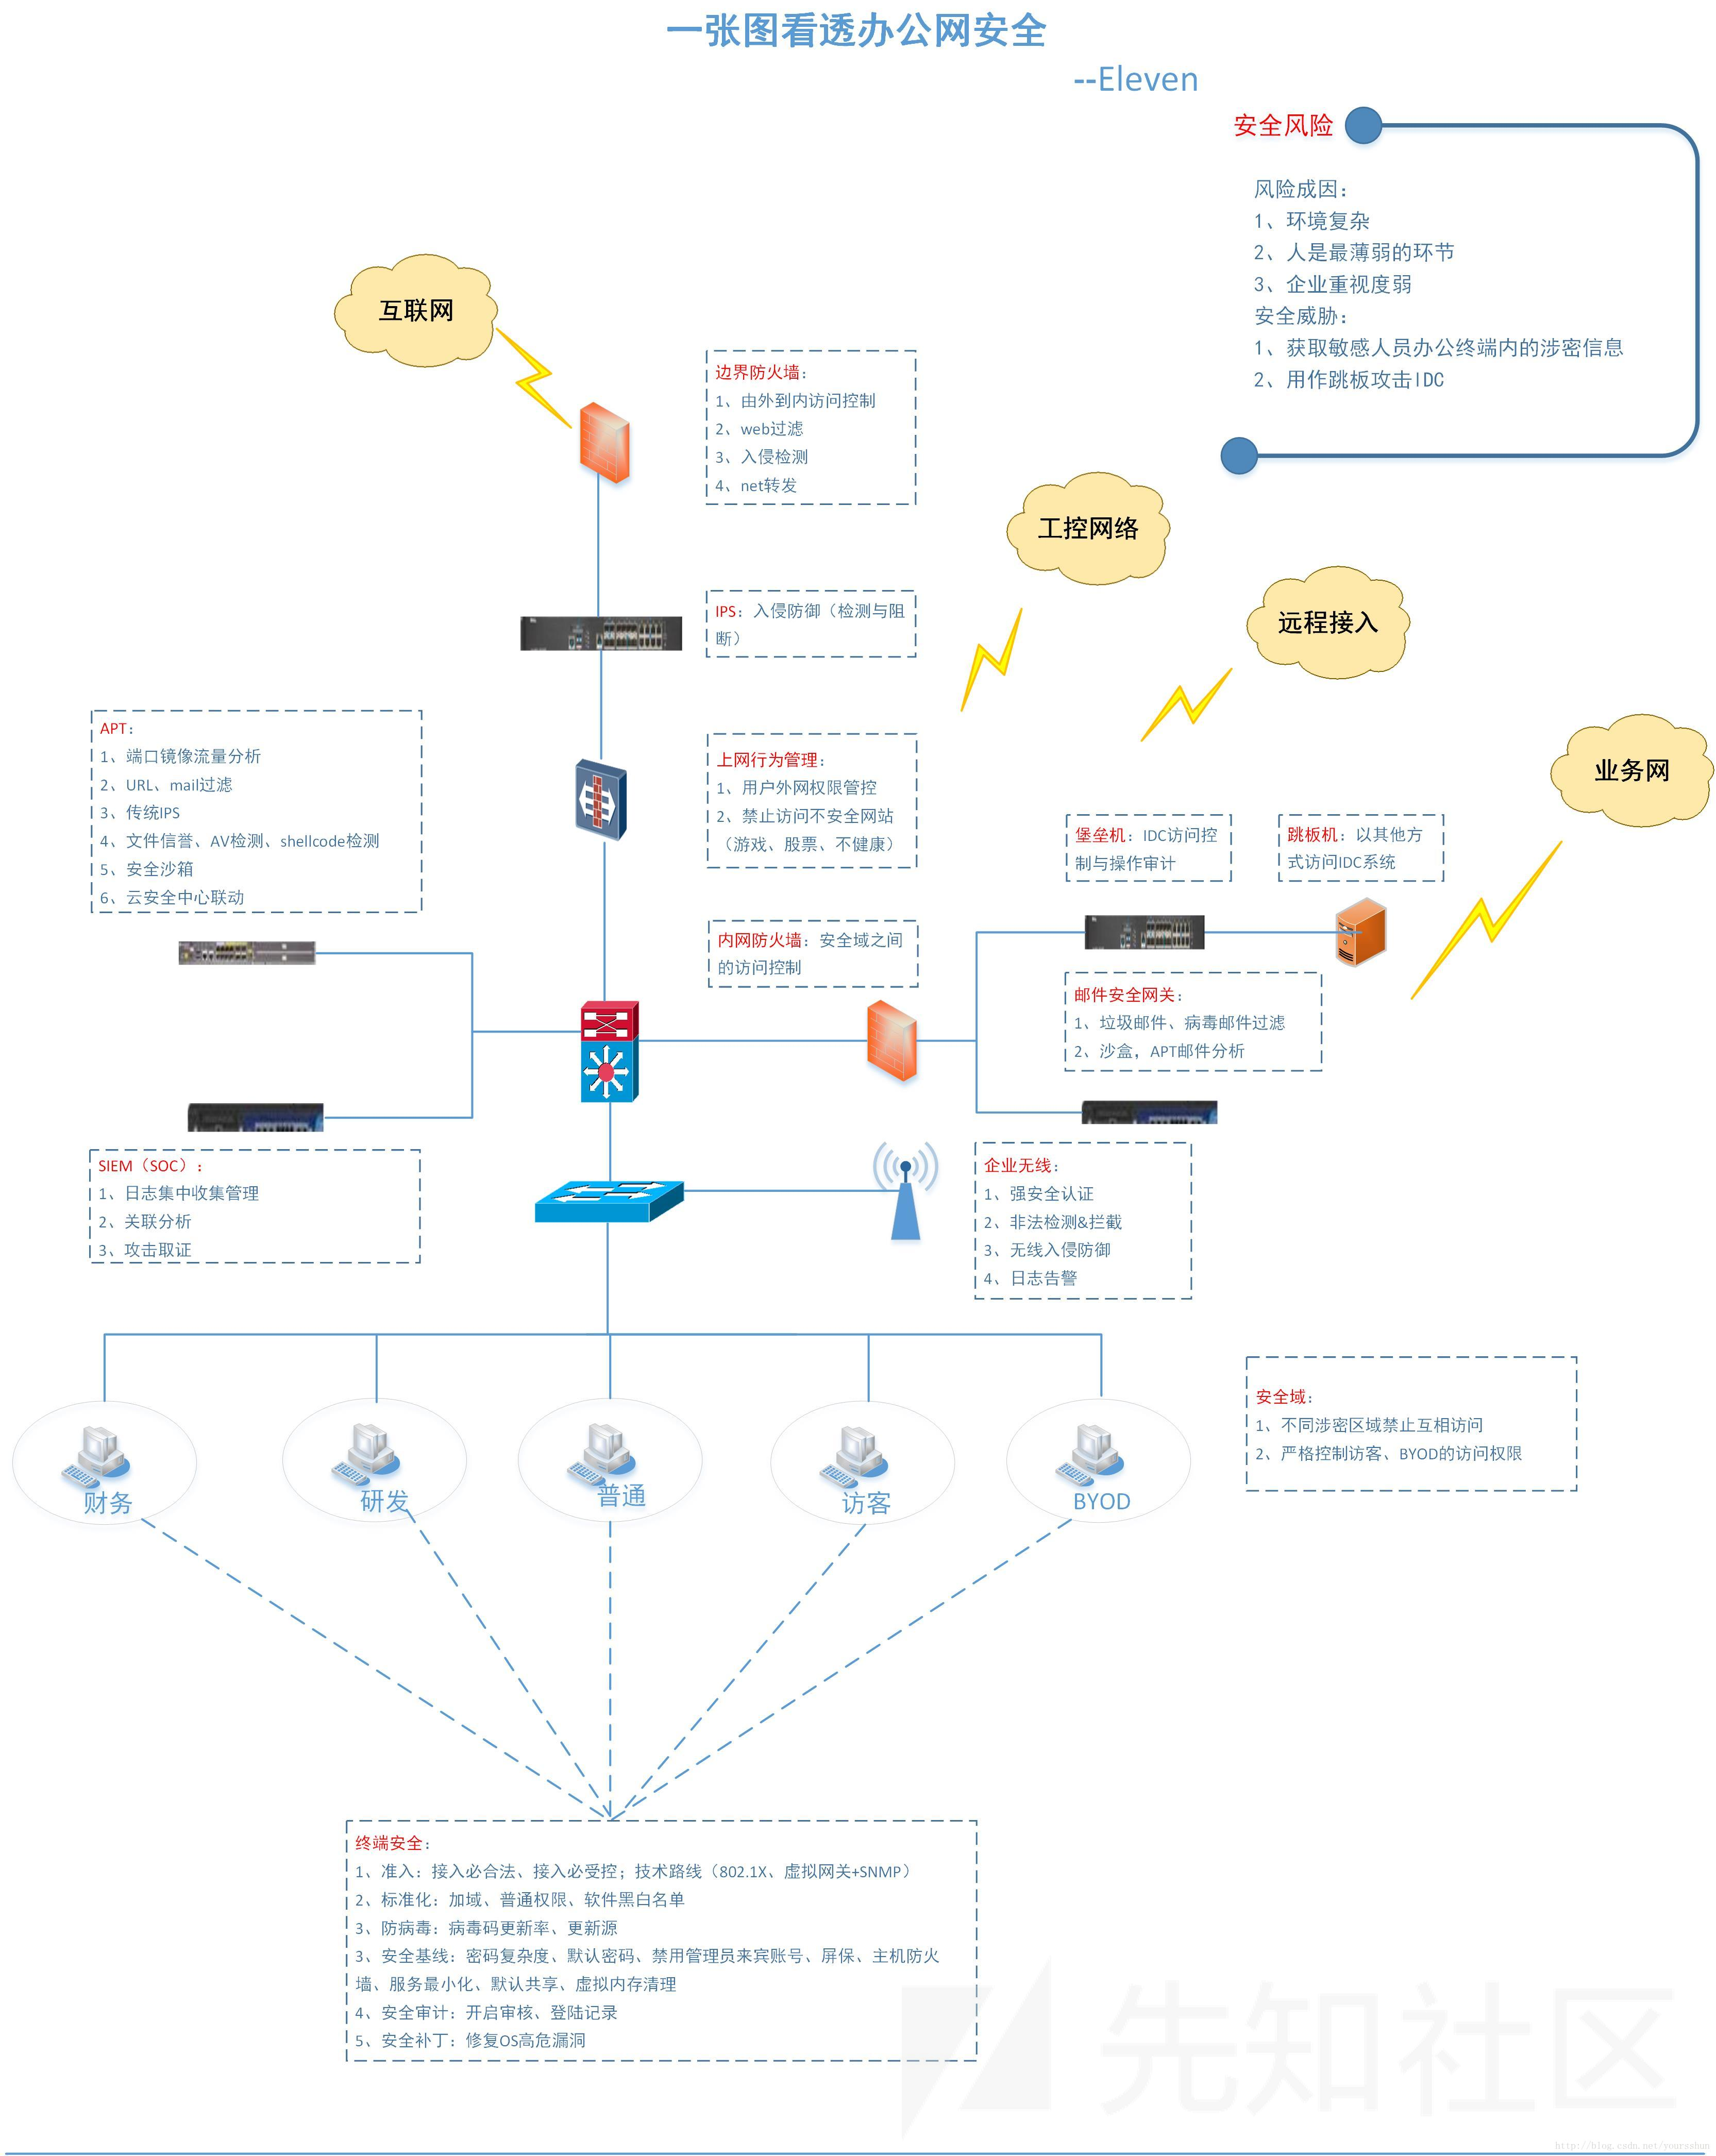 一张图看透办公网安全
--Eleven
安全风险
风险成因：
1、环境复杂
2、人是最薄弱的环节
3、企业重视度弱
安全威胁：
1、获取敏感人员办公终端内的涉密信息
2、用作跳板攻击IDC
互联网
边界防火墙：
1、由外到内访问控制
2、web过滤
3、入侵检测
4、net转发
工控网络
远程接入
业务网
IPS：入侵防御（检测与阻
断）
APT：
1、端口镜像流量分析
2、URL、mail过滤
3、传统IPS
4、文件信誉、AV检测、shellcode检测
5、安全沙箱
6、云安全中心联动
上网行为管理：
1、用户外网权限管控
2、禁止访问不安全网站
（游戏、股票、不健康）
堡垒机：IDC访问控
制与操作审计
跳板机：以其他方
式访问IDC系统
内网防火墙：安全域之间
的访问控制
邮件安全网关：
1、垃圾邮件、病毒邮件过滤
2、沙盒，APT邮件分析
SIEM（SOC）：
1、日志集中收集管理
2、关联分析
3、攻击取证
企业无线：
1、强安全认证
2、非法检测&拦截
3、无线入侵防御
4、日志告警
财务
研发
普通
访客
BYOD
安全域：
1、不同涉密区域禁止互相访问
2、严格控制访客、BYOD的访问权限
终端安全：
1、准入：接入必合法、接入必受控；技术路线（802.1X、虚拟网关+SNMP）
2、标准化：加域、普通权限、软件黑白名单
3、防病毒：病毒码更新率、更新源
3、安全基线：密码复杂度、默认密码、禁用管理员来宾账号、屏保、主机防火
墙、服务最小化、默认共享、虚拟内存清理
4、安全审计：开启审核、登陆记录
5、安全补丁：修复OS高危漏洞
先知社区